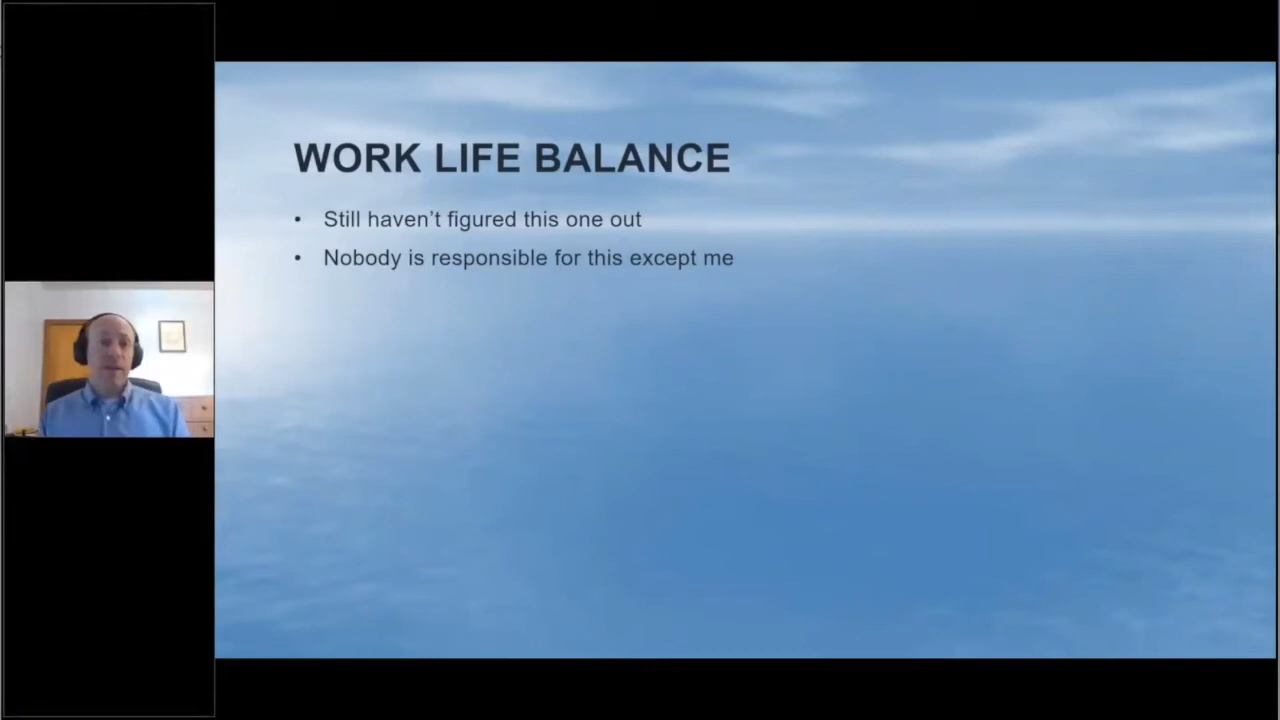 WORK LIFE BALANCE
• Still haven’t figured this one out
• Nobody is responsible for this except me